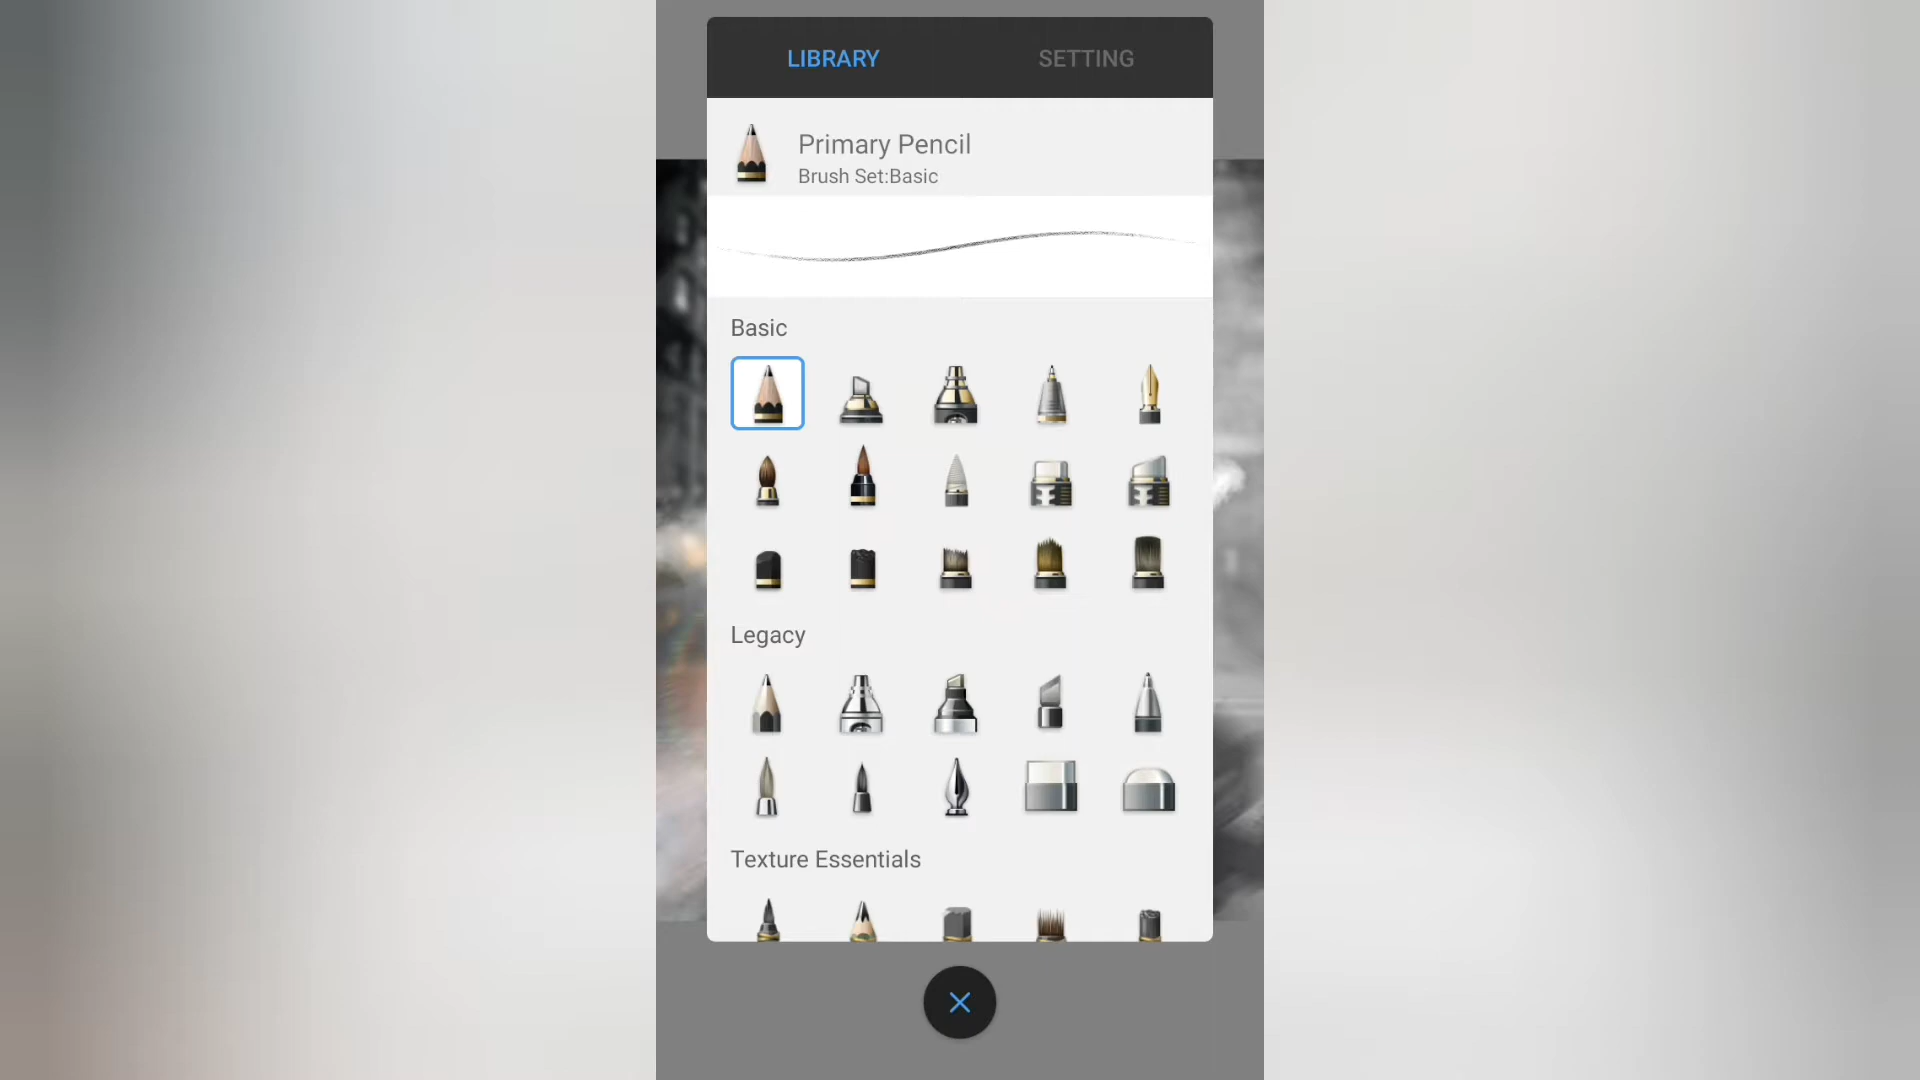 LIBRARY
SETTING
Primary Pencil
Brush Set:Basic
Basic
Legacy
Texture Essentials